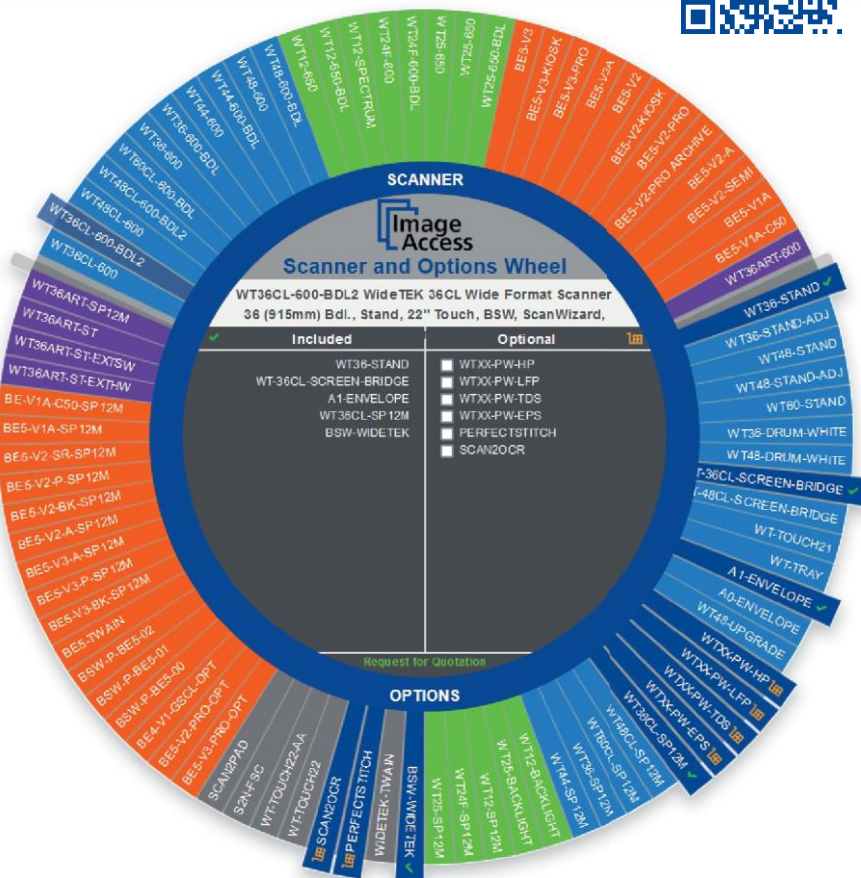 SCANNER
Image
Access
Scanner and Options Wheel
WT36CL-600-BDL2 WideTEK 36CL Wide Format Scanner
36 (915mm) Bdl., Stand, 22" Touch, BSW, ScanWizard,
Included
Optional
WT36-STAND
WT-36CL-SCREEN-BRIDGE
A1-ENVELOPE
WT36CL-SP12M
BSW-WIDETEK
WTXX-PW-HP
WTXX-PW-LFP
WTXX-PW-TDS
WTXX-PW-EPS
PERFECTSTITCH
SCAN2OCR
Request for Quotation
OPTIONS
WT36CL-600
WT36CL-600-BDL2
WT48CL-600
WT48CL-600-BDL2
WT60CL-600-BDL
WT36-600
WT36-600-BDL
WT44-600
WT44-600-BDL
WT48-600
WT48-600-BDL
WT12-650
WT12-650-BDL
WT12-SPECTRUM
WT24F-600
WT24F-600-BDL
WT25-650
WT25-650
WT25-650-BDL
BE5-V3
BE5-V3-KIOSK
BE5-V3-PRO
BE5-V3A
BE5-V2
BE5-V2-KIOSK
BE5-V2-PRO
BE5-V2-PRO ARCHIVE
BE5-V2-A
BE5-V2-SEMI
BE5-V1A
BE5-V1A-C50
WT36ART-600
WT36-STAND
WT36-STAND-ADJ
WT48-STAND
WT48-STAND-ADJ
WT60-STAND
WT36-DRUM-WHITE
WT48-DRUM-WHITE
T-36CL-SCREEN-BRIDGE
T-48CL-SCREEN-BRIDGE
WT-TOUCH21
WT-TRAY
A1-ENVELOPE
A0-ENVELOPE
WT48-UPGRADE
WTXX-PW-HP
WTXX-PW-LFP
WTXX-PW-TDS
WTXX-PW-EPS
WT36CL-SP12M
WT48CL-SP12M
WT60CL-SP12M
WT36-SP12M
WT44-SP12M
WT12-BACKLIGHT
WT25-BACKLIGHT
WT12-SP12M
WT24F-SP12M
WT25-SP12M
BSW-WIDETEK
WIDETEK-TWAIN
PERFECTSTITCH
SCAN2OCR
WT-TOUCH22
WT-TOUCH22-AA
S2N-FSC
SCAN2PAD
BE5-V3-PRO-OPT
BE5-V2-PRO-OPT
BE4-V1-GSCL-OPT
BSW-P-BE5-00
BSW-P-BE5-01
BSW-P-BE5-02
BE5-TWAIN
BE5-V3-BK-SP12M
BE5-V3-P-SP12M
BE5-V3-A-SP12M
BE5-V2-A-SP12M
BE5-V2-BK-SP12M
BE5-V2-P-SP12M
BE5-V2-SR-SP12M
BE5-V1A-SP12M
BE-V1A-C50-SP12M
WT36ART-ST-EXTHW
WT36ART-ST-EXTSW
WT36ART-ST
WT36ART-SP12M